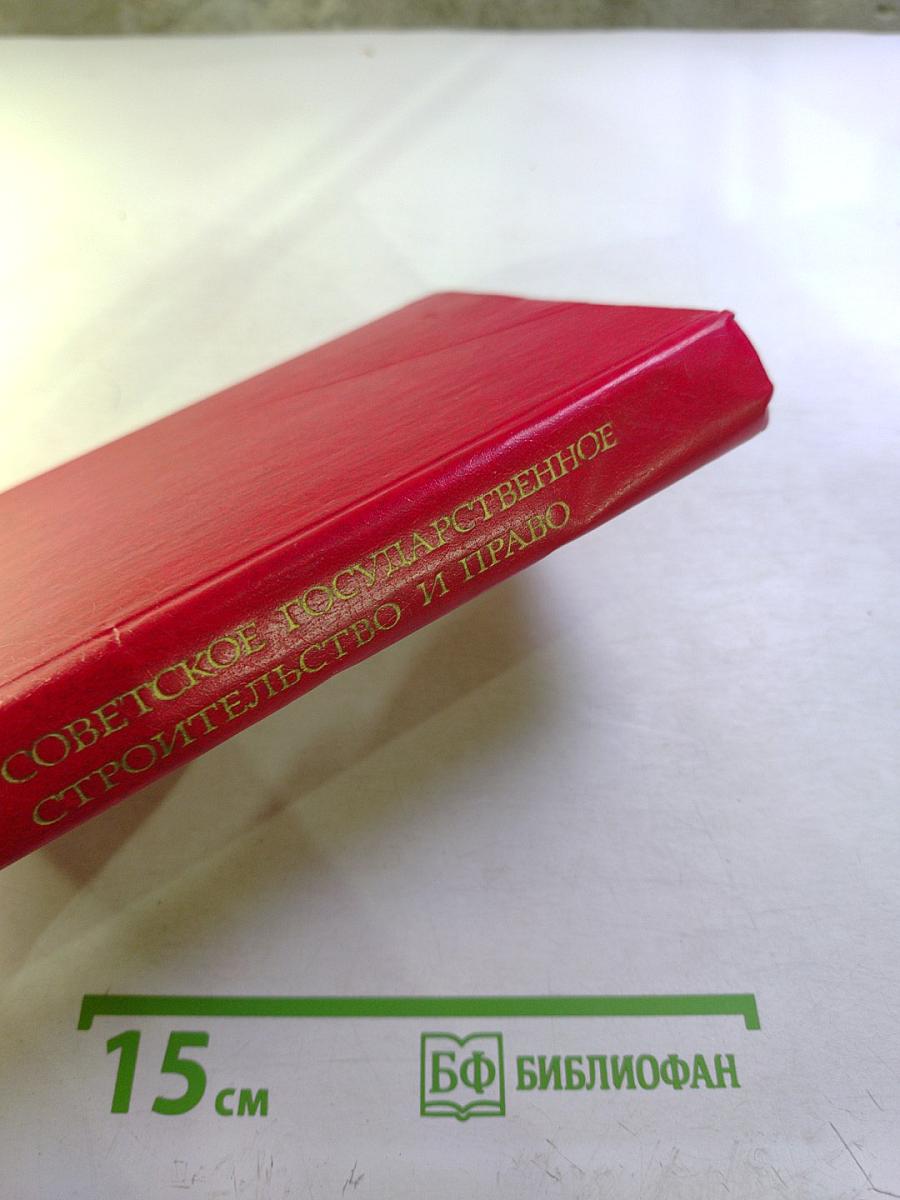 СОВЕТСКОЕ ГОСУДАРСТВЕННОЕ
СТРОИТЕЛЬСТВО И ПРАВО
15 см
БФ БИБЛИОФАН